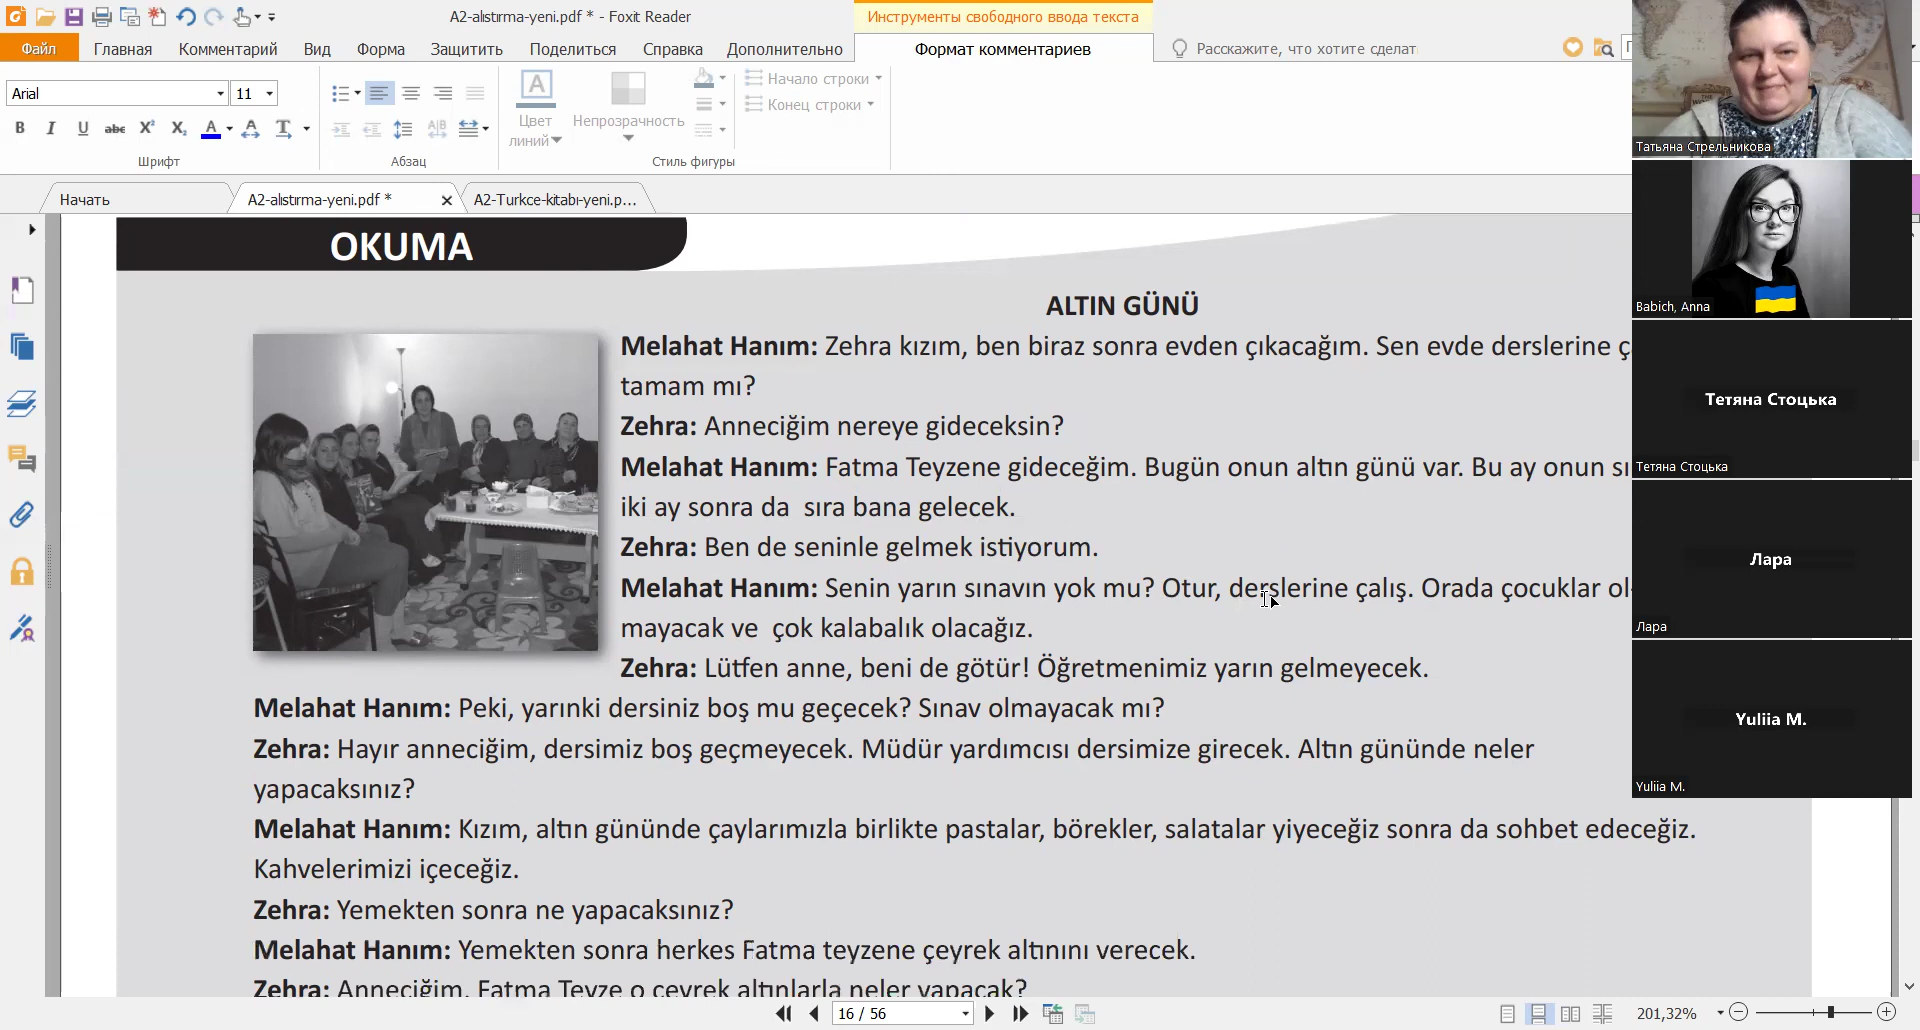 A2-alıstırma-yeni.pdf * - Foxit Reader
Инструменты свободного ввода текста
Файл Главная Комментарий Вид Форма Защитить Поделиться Справка Дополнительно Формат комментариев Расскажите, что хотите сделат
Arial 11
Начало строки
Конец строки
Цвет линий
Непрозрачность
Шрифт Абзац Стиль фигуры
Начать A2-alıstırma-yeni.pdf * A2-Turkce-kitabı-yeni.p...
OKUMA
ALTIN GÜNÜ
Melahat Hanım: Zehra kızım, ben biraz sonra evden çıkacağım. Sen evde derslerine ç
tamam mı?
Zehra: Anneciğim nereye gideceksin?
Melahat Hanım: Fatma Teyzene gideceğim. Bugün onun altın günü var. Bu ay onun sı
iki ay sonra da sıra bana gelecek.
Zehra: Ben de seninle gelmek istiyorum.
Melahat Hanım: Senin yarın sınavın yok mu? Otur, derslerine çalış. Orada çocuklar ol-
mayacak ve çok kalabalık olacağız.
Zehra: Lütfen anne, beni de götür! Öğretmenimiz yarın gelmeyecek.
Melahat Hanım: Peki, yarınki dersiniz boş mu geçecek? Sınav olmayacak mı?
Zehra: Hayır anneciğim, dersimiz boş geçmeyecek. Müdür yardımcısı dersimize girecek. Altın gününde neler
yapacaksınız?
Melahat Hanım: Kızım, altın gününde çaylarımızla birlikte pastalar, börekler, salatalar yiyeceğiz sonra da sohbet edeceğiz.
Kahvelerimizi içeceğiz.
Zehra: Yemekten sonra ne yapacaksınız?
Melahat Hanım: Yemekten sonra herkes Fatma teyzene çeyrek altınını verecek.
Zehra: Anneciğim, Fatma Teyze o çeyrek altınlarla neler yapacak?
16 / 56
201,32%
Татьяна Стрельникова
Babich, Anna
Тетяна Стоцька
Тетяна Стоцька
Лара
Лара
Yuliia M.
Yuliia M.